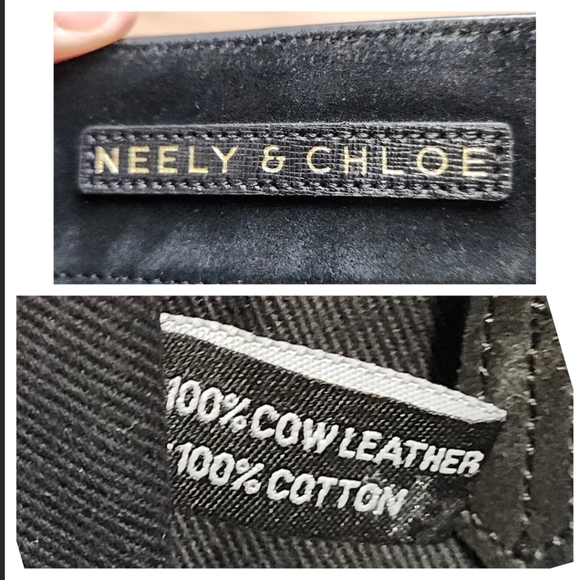 NEELY & CHLOE
100% COW LEATHER
100% COTTON